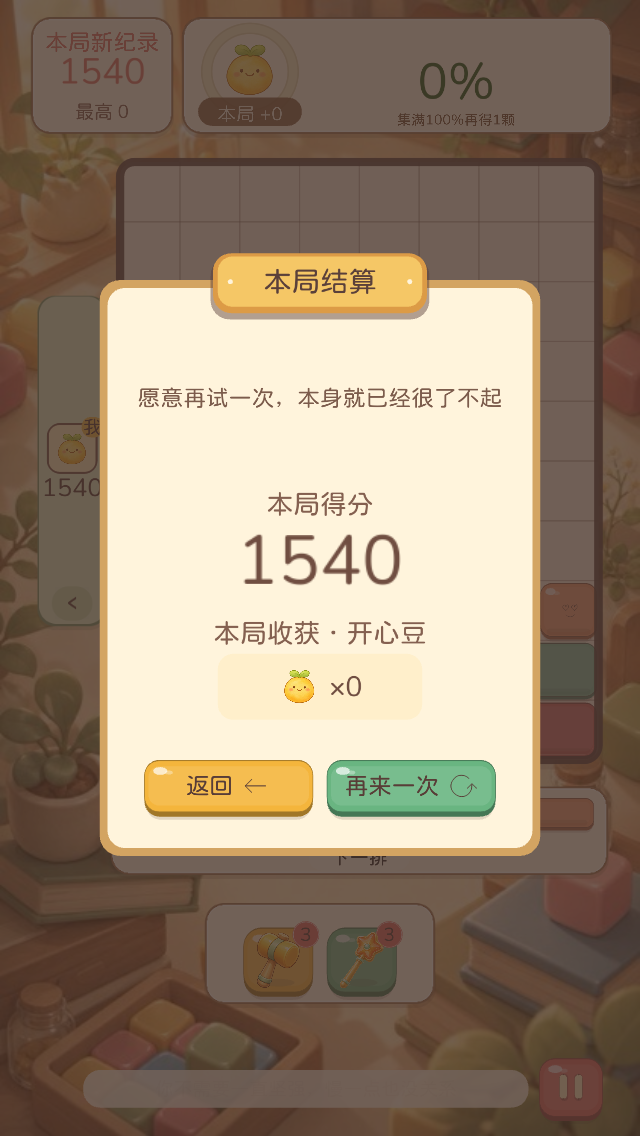 本局新纪录
1540
最高 0
本局 +0
0%
集满100%再得1颗
本局结算
愿意再试一次，本身就已经很了不起
我
1540
<
本局得分
1540
本局收获·开心豆
×0
返回 ←
再来一次
下一排
3
3